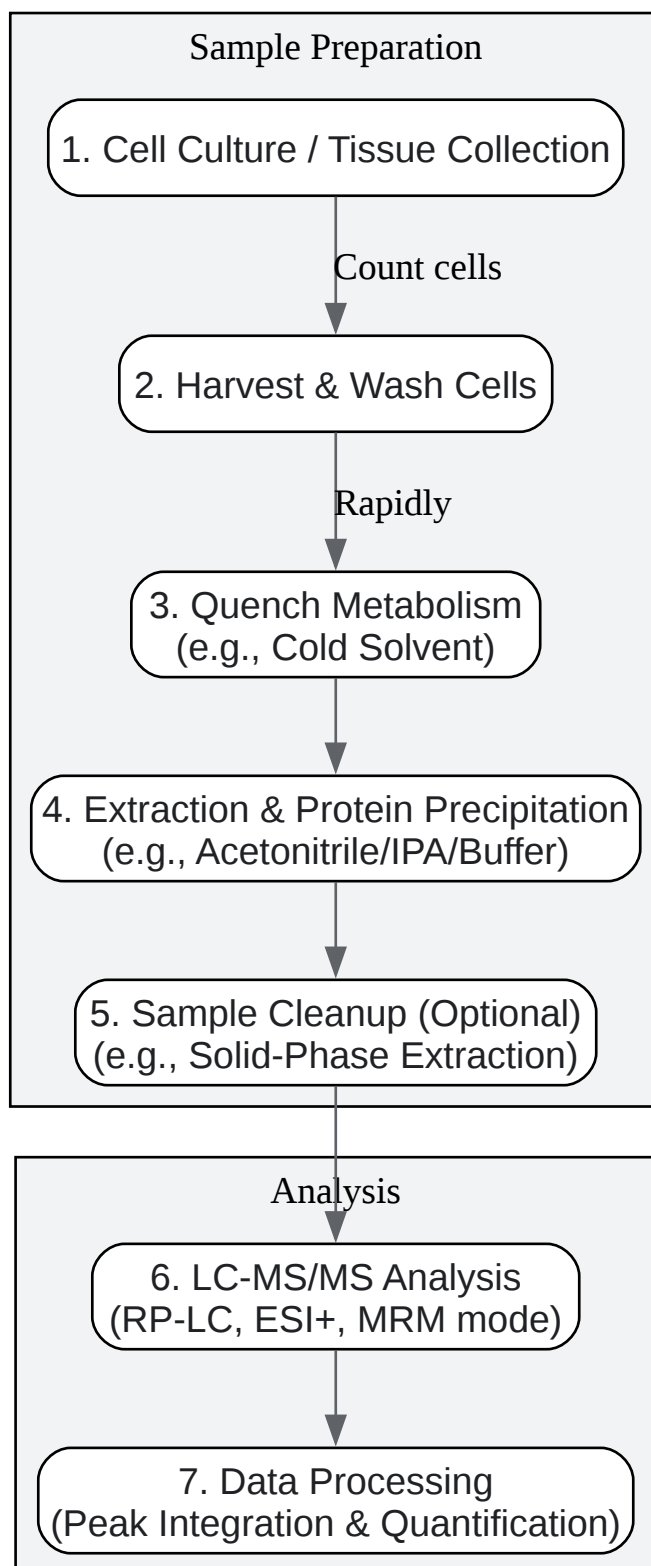 Sample Preparation
1. Cell Culture / Tissue Collection
Count cells
2. Harvest & Wash Cells
Rapidly
3. Quench Metabolism
(e.g., Cold Solvent)
4. Extraction & Protein Precipitation
(e.g., Acetonitrile/IPA/Buffer)
5. Sample Cleanup (Optional)
(e.g., Solid-Phase Extraction)
Analysis
6. LC-MS/MS Analysis
(RP-LC, ESI+, MRM mode)
7. Data Processing
(Peak Integration & Quantification)